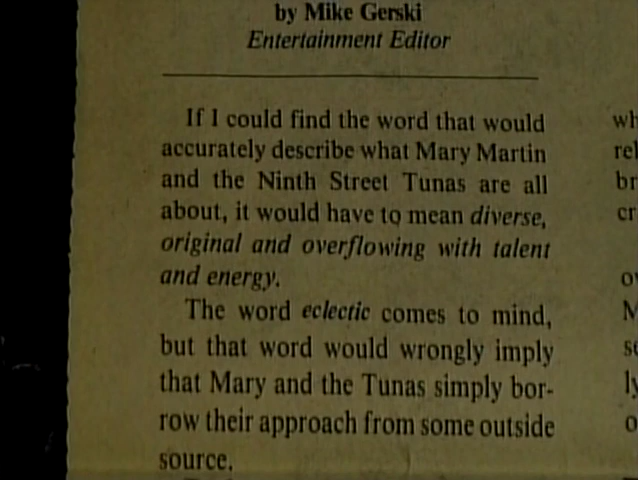 by Mike Gerski
Entertainment Editor
If I could find the word that would
accurately describe what Mary Martin
and the Ninth Street Tunas are all
about, it would have to mean diverse,
original and overflowing with talent
and energy.
The word eclectic comes to mind,
but that word would wrongly imply
that Mary and the Tunas simply bor-
row their approach from some outside
source.